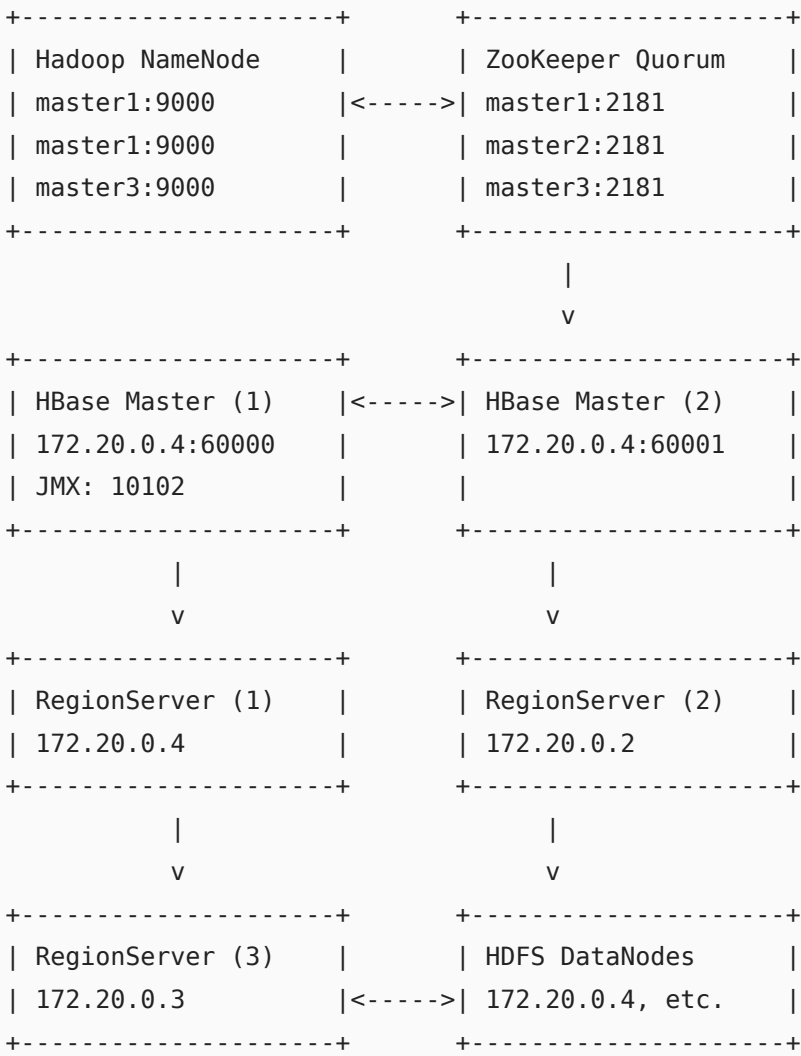 +---------------------+       +---------------------+
| Hadoop NameNode     |       | ZooKeeper Quorum    |
| master1:9000        |<----->| master1:2181        |
| master1:9000        |       | master2:2181        |
| master3:9000        |       | master3:2181        |
+---------------------+       +---------------------+
                                     |
                                     v
+---------------------+       +---------------------+
| HBase Master (1)    |<----->| HBase Master (2)    |
| 172.20.0.4:60000    |       | 172.20.0.4:60001    |
| JMX: 10102          |       |                     |
+---------------------+       +---------------------+
           |                        |
           v                        v
+---------------------+       +---------------------+
| RegionServer (1)    |       | RegionServer (2)    |
| 172.20.0.4          |       | 172.20.0.2          |
+---------------------+       +---------------------+
           |                        |
           v                        v
+---------------------+       +---------------------+
| RegionServer (3)    |       | HDFS DataNodes      |
| 172.20.0.3          |<----->| 172.20.0.4, etc.    |
+---------------------+       +---------------------+